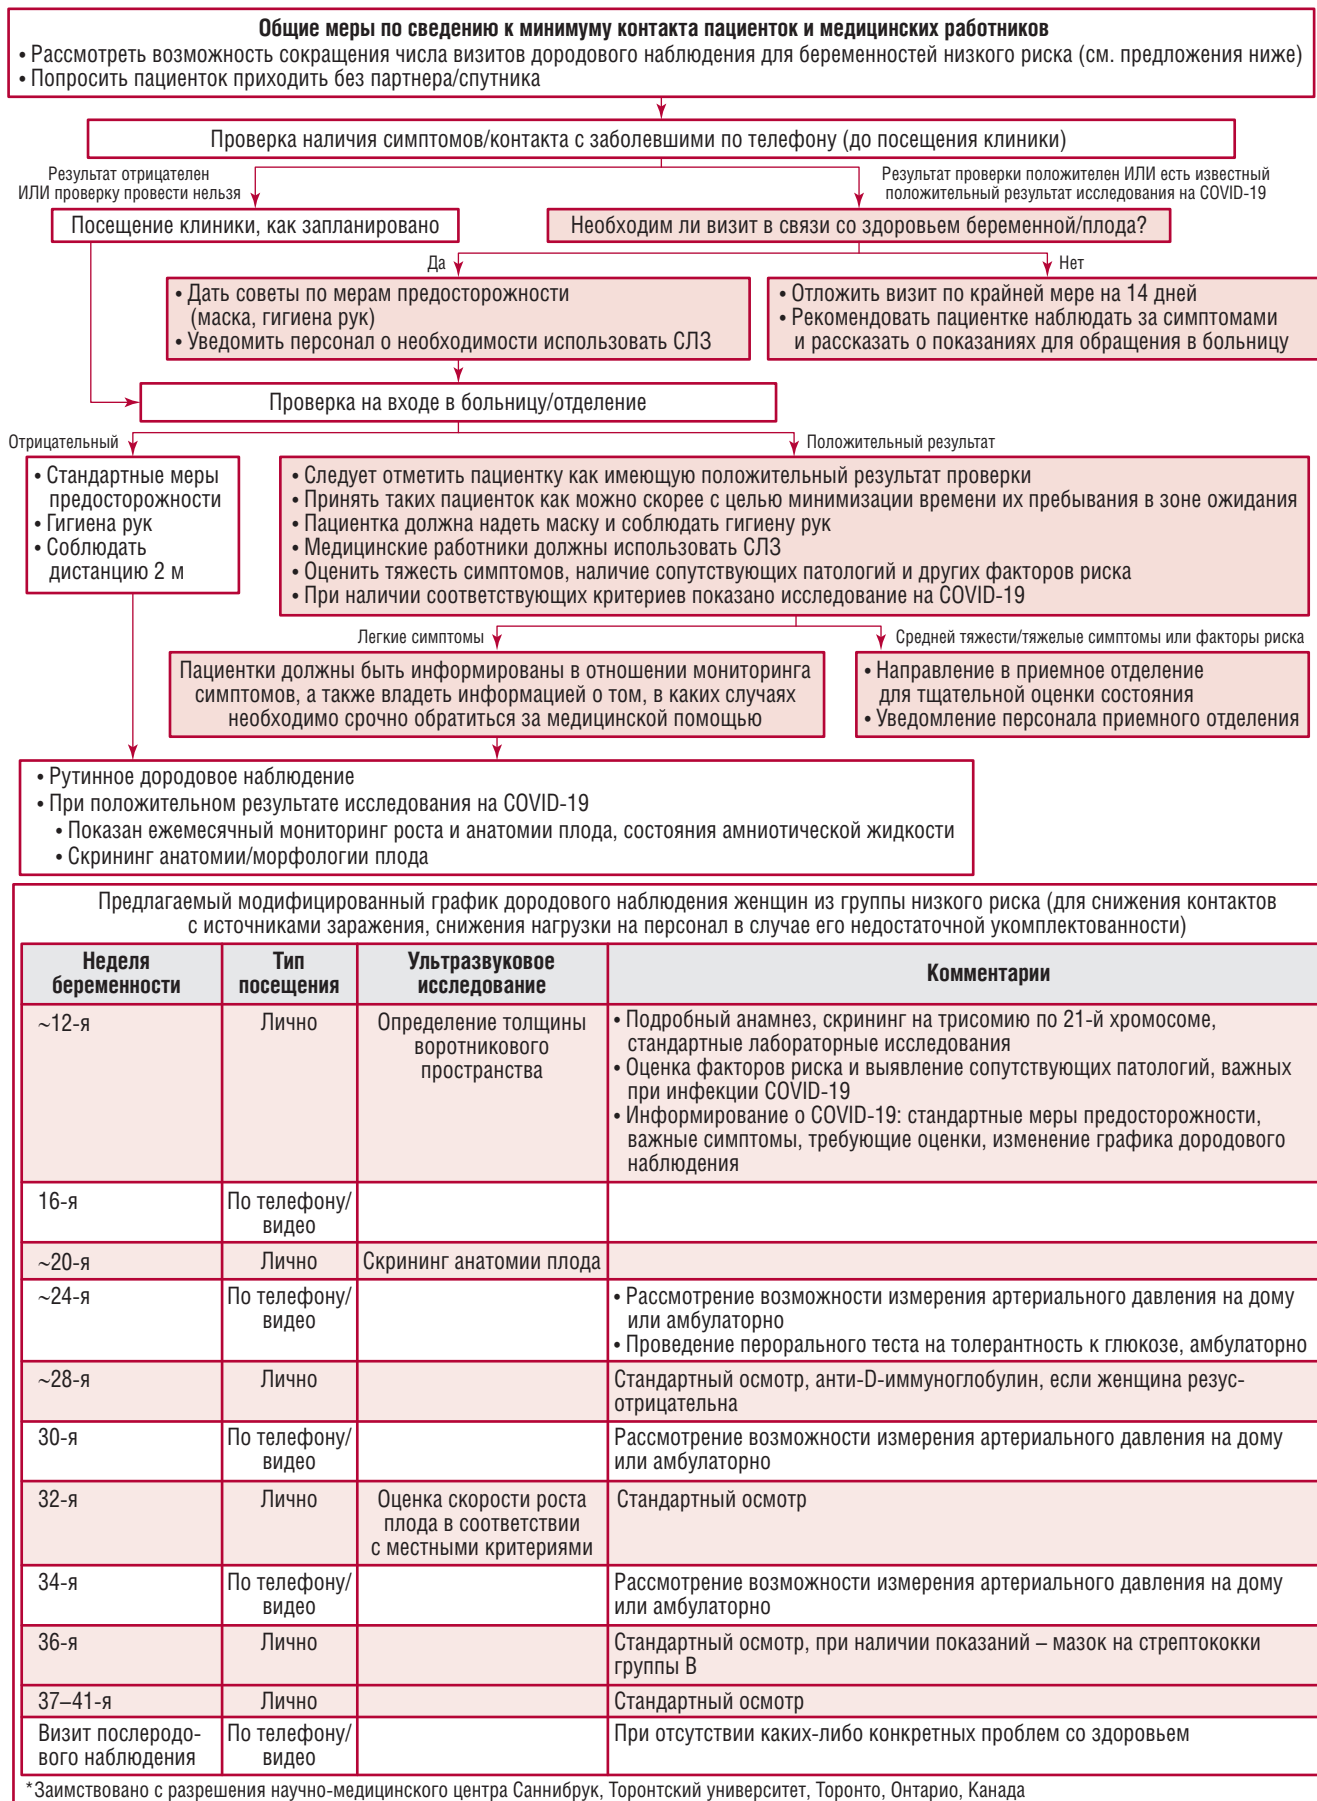 Общие меры по сведению к минимуму контакта пациенток и медицинских работников
• Рассмотреть возможность сокращения числа визитов дородового наблюдения для беременностей низкого риска (см. предложения ниже)
• Попросить пациенток приходить без партнера/спутника
Проверка наличия симптомов/контакта с заболевшими по телефону (до посещения клиники)
Результат отрицателен
ИЛИ проверку провести нельзя
Результат проверки положителен ИЛИ есть известный
положительный результат исследования на COVID-19
Посещение клиники, как запланировано
Необходим ли визит в связи со здоровьем беременной/плода?
Да
Нет
• Дать советы по мерам предосторожности
(маска, гигиена рук)
• Уведомить персонал о необходимости использовать СЛЗ
• Отложить визит по крайней мере на 14 дней
• Рекомендовать пациентке наблюдать за симптомами
и рассказать о показаниях для обращения в больницу
Проверка на входе в больницу/отделение
Отрицательный
Положительный результат
• Стандартные меры
предосторожности
• Гигиена рук
• Соблюдать
дистанцию 2 м
• Следует отметить пациентку как имеющую положительный результат проверки
• Принять таких пациенток как можно скорее с целью минимизации времени их пребывания в зоне ожидания
• Пациентка должна надеть маску и соблюдать гигиену рук
• Медицинские работники должны использовать СЛЗ
• Оценить тяжесть симптомов, наличие сопутствующих патологий и других факторов риска
• При наличии соответствующих критериев показано исследование на COVID-19
Легкие симптомы
Средней тяжести/тяжелые симптомы или факторы риска
Пациентки должны быть информированы в отношении мониторинга
симптомов, а также владеть информацией о том, в каких случаях
необходимо срочно обратиться за медицинской помощью
• Направление в приемное отделение
для тщательной оценки состояния
• Уведомление персонала приемного отделения
• Рутинное дородовое наблюдение
• При положительном результате исследования на COVID-19
• Показан ежемесячный мониторинг роста и анатомии плода, состояния амниотической жидкости
• Скрининг анатомии/морфологии плода
Предлагаемый модифицированный график дородового наблюдения женщин из группы низкого риска (для снижения контактов
с источниками заражения, снижения нагрузки на персонал в случае его недостаточной укомплектованности)
Неделя
беременности
Тип
посещения
Ультразвуковое
исследование
Комментарии
~12-я
Лично
Определение толщины
воротникового
пространства
• Подробный анамнез, скрининг на трисомию по 21-й хромосоме,
стандартные лабораторные исследования
• Оценка факторов риска и выявление сопутствующих патологий, важных
при инфекции COVID-19
• Информирование о COVID-19: стандартные меры предосторожности,
важные симптомы, требующие оценки, изменение графика дородового
наблюдения
16-я
По телефону/
видео
~20-я
Лично
Скрининг анатомии плода
~24-я
По телефону/
видео
• Рассмотрение возможности измерения артериального давления на дому
или амбулаторно
• Проведение перорального теста на толерантность к глюкозе, амбулаторно
~28-я
Лично
Стандартный осмотр, анти-D-иммуноглобулин, если женщина резус-
отрицательна
30-я
По телефону/
видео
Рассмотрение возможности измерения артериального давления на дому
или амбулаторно
32-я
Лично
Оценка скорости роста
плода в соответствии
с местными критериями
Стандартный осмотр
34-я
По телефону/
видео
Рассмотрение возможности измерения артериального давления на дому
или амбулаторно
36-я
Лично
Стандартный осмотр, при наличии показаний – мазок на стрептококки
группы B
37–41-я
Лично
Стандартный осмотр
Визит послеродо-
вого наблюдения
По телефону/
видео
При отсутствии каких-либо конкретных проблем со здоровьем
*Заимствовано с разрешения научно-медицинского центра Саннибрук, Торонтский университет, Торонто, Онтарио, Канада